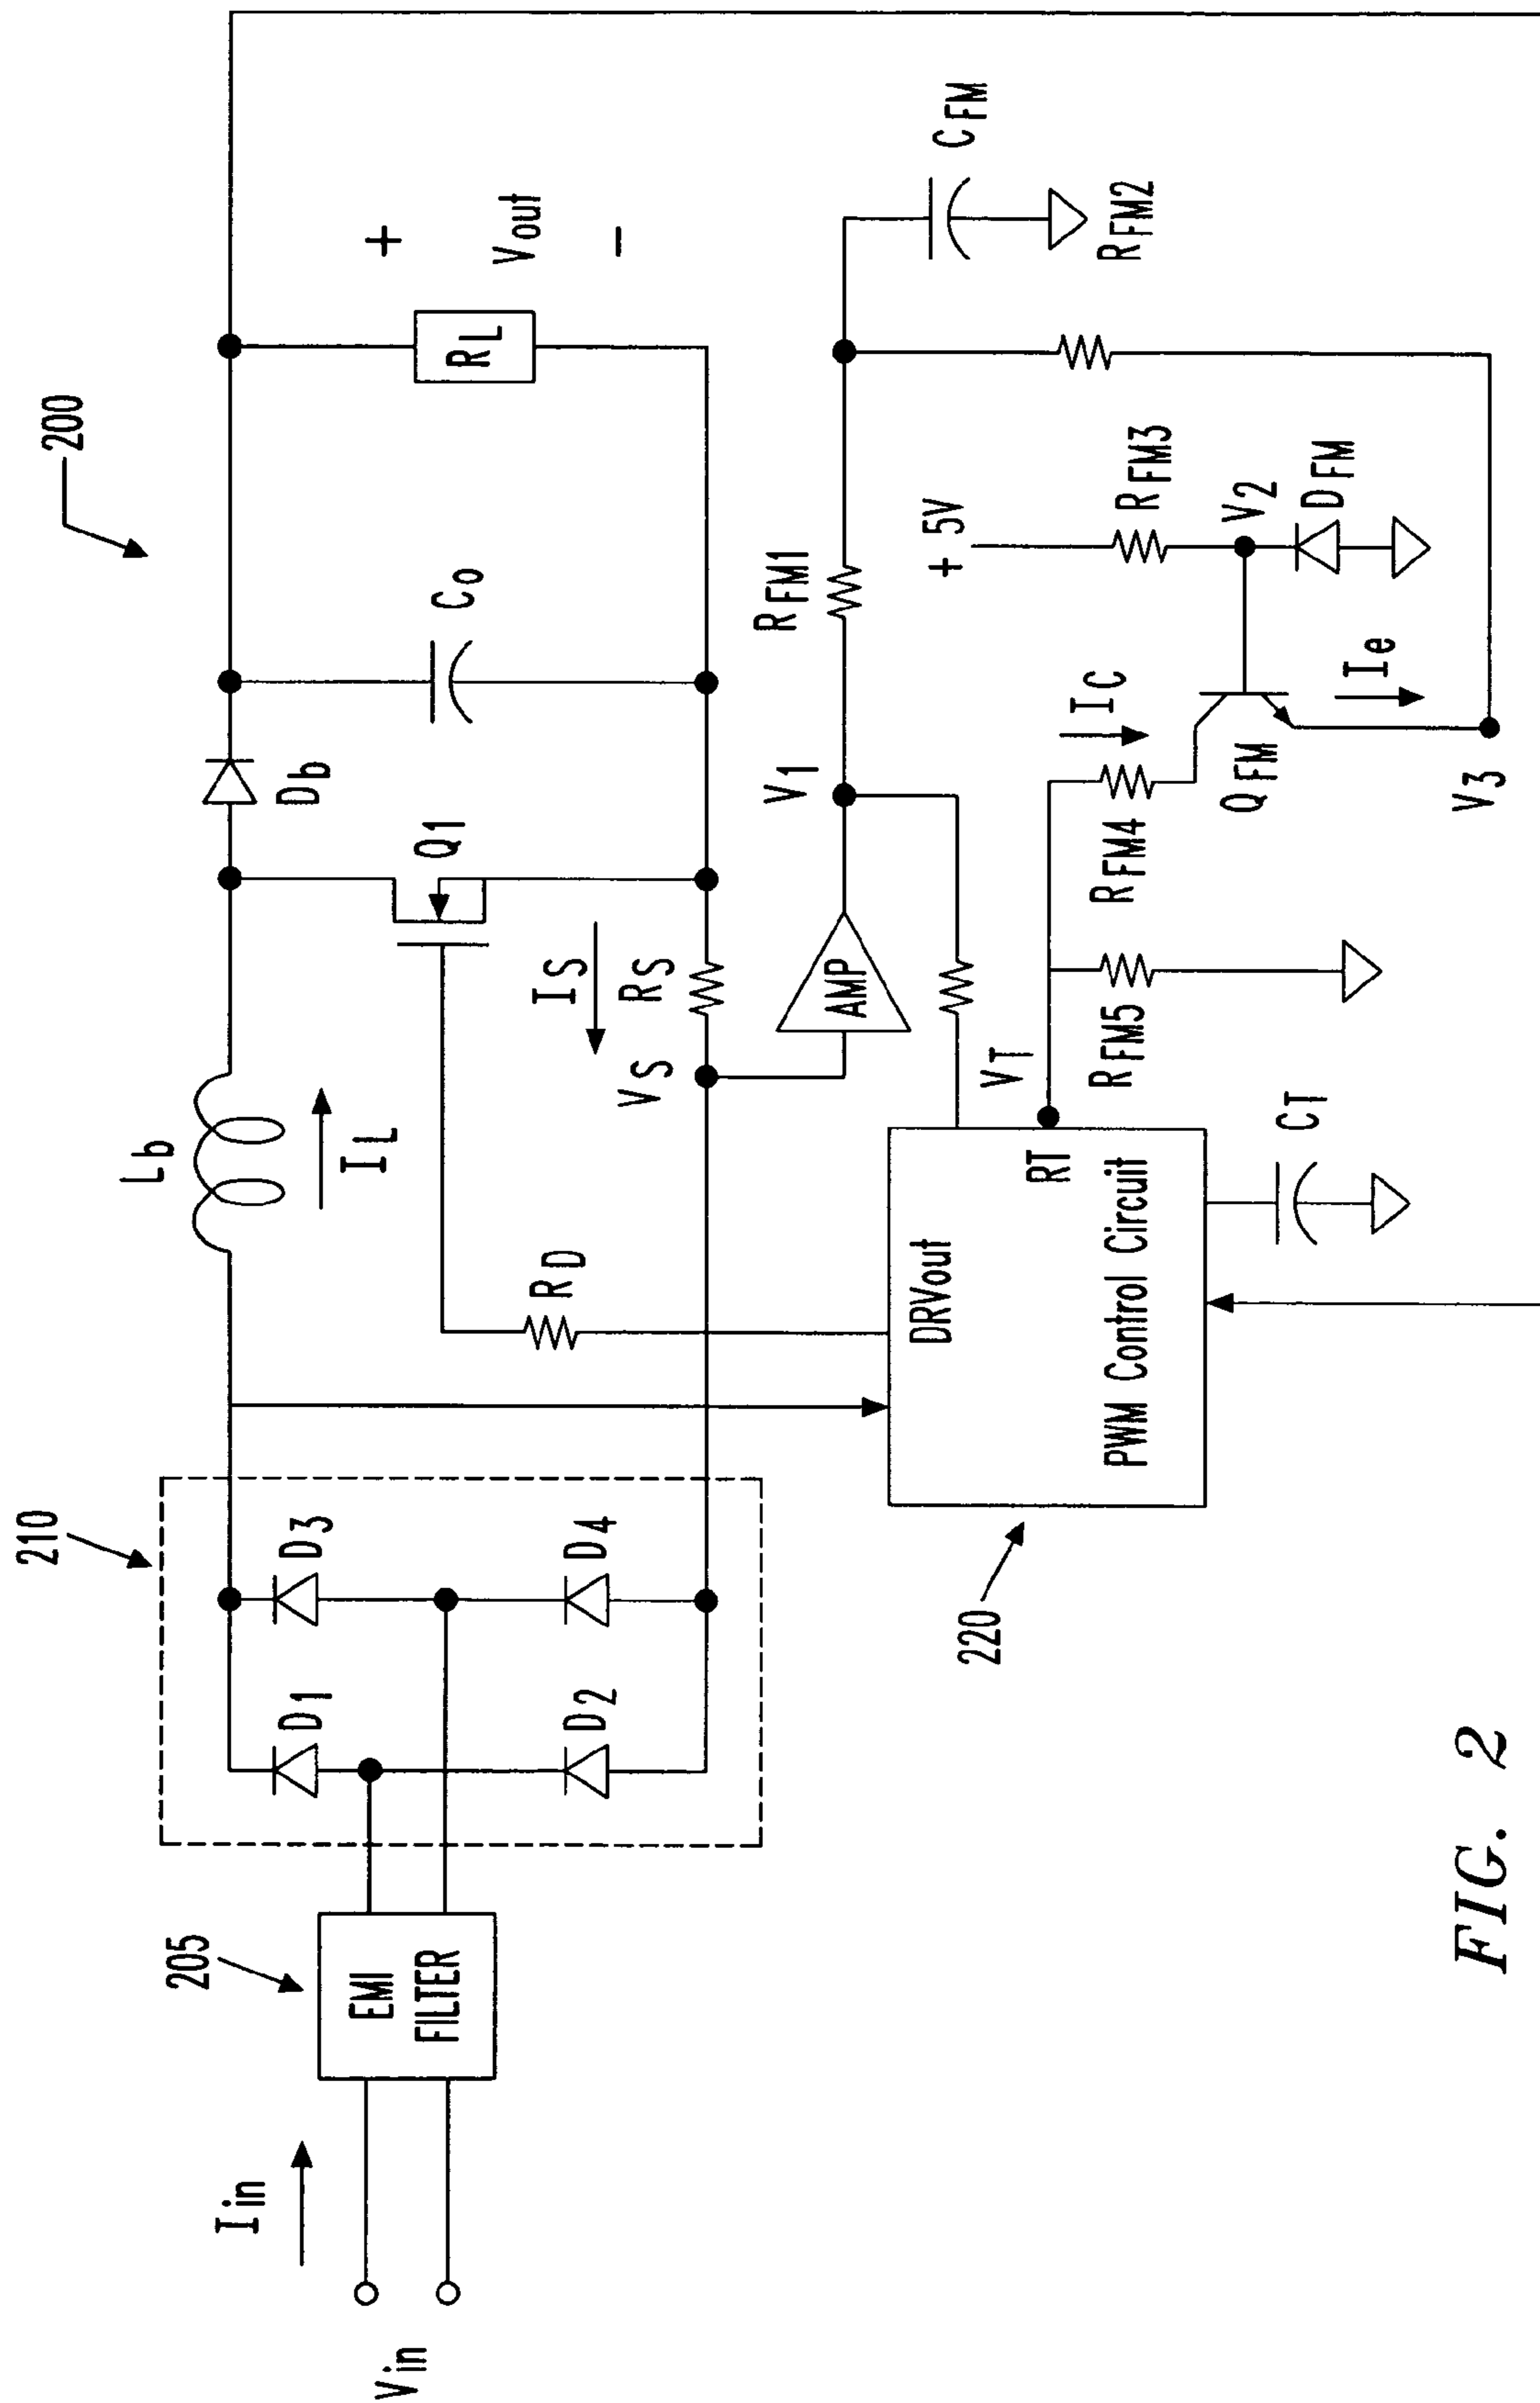 200
210
Lb
IL
Db
Q1
Co
RL
+
Vout
−
Iin
205
EMI
FILTER
Vin
D1
D3
D2
D4
RD
IS
RS
VS
AMP
V1
RFM1
CFM
RFM2
+ 5V
RFM3
V2
DFM
220
DRVout
RT
PWM Control Circuit
VT
RFM5
RFM4
IC
QFM
Ie
V3
CT
FIG. 2